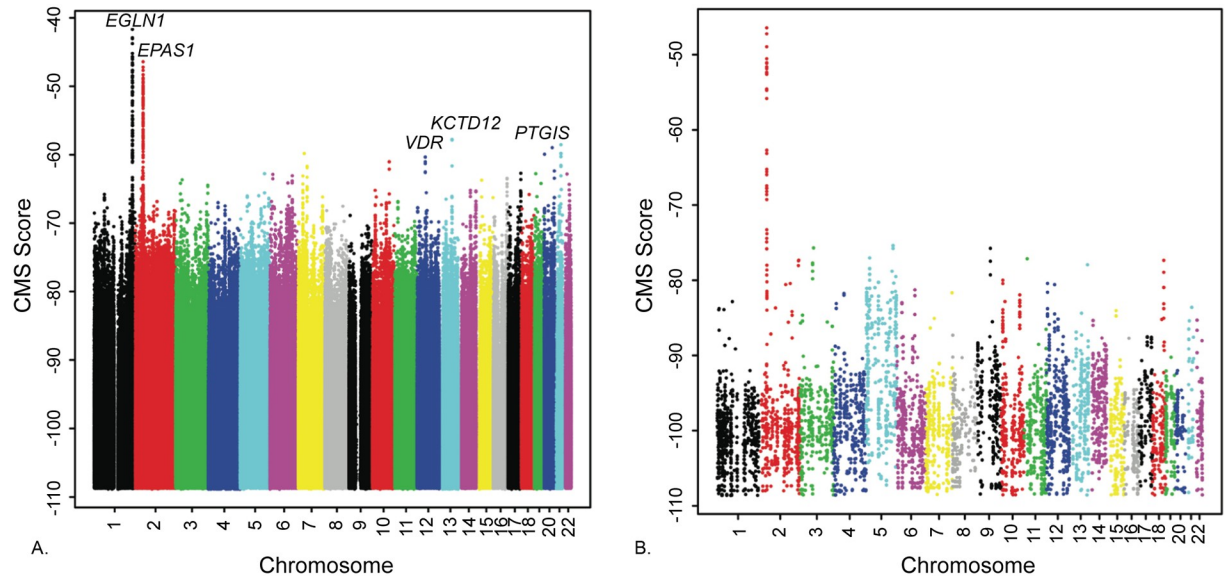 EGLN1
EPAS1
VDR
KCTD12
PTGIS
CMS Score
-40
-50
-60
-70
-80
-90
-100
-110
1 2 3 4 5 6 7 8 9 10 11 12 13 14 15 16 17 18 20 22
Chromosome
A.
CMS Score
-50
-60
-70
-80
-90
-100
-110
1 2 3 4 5 6 7 8 9 10 11 12 13 14 15 16 17 18 20 22
Chromosome
B.